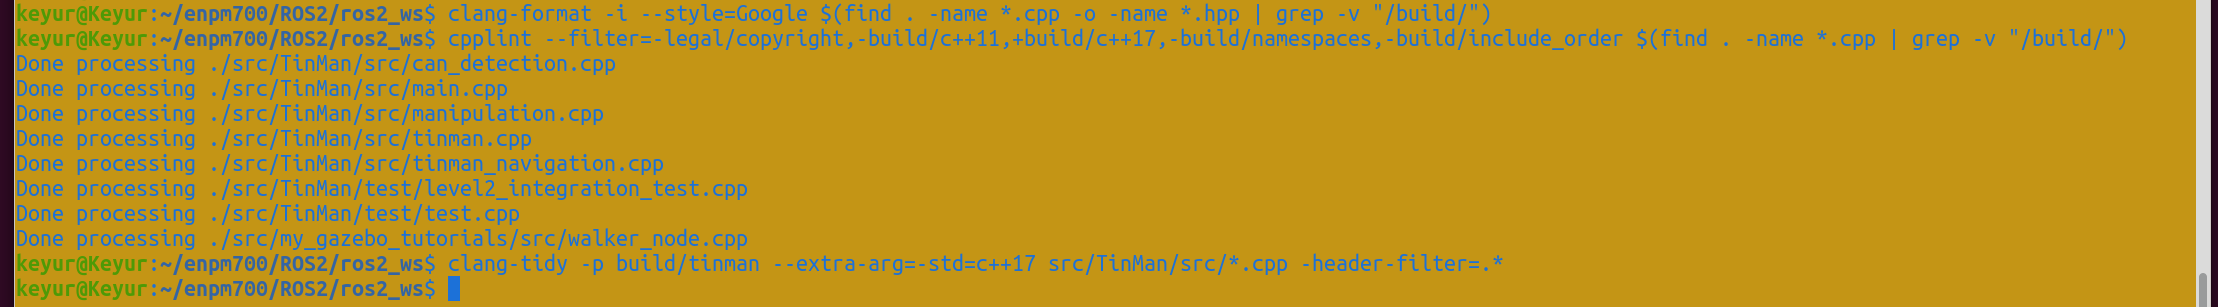 keyur@Keyur:~/enpm700/ROS2/ros2_ws$ clang-format -i --style=Google $(find . -name *.cpp -o -name *.hpp | grep -v "/build/")
keyur@Keyur:~/enpm700/ROS2/ros2_ws$ cpplint --filter=-legal/copyright,-build/c++11,+build/c++17,-build/namespaces,-build/include_order $(find . -name *.cpp | grep -v "/build/")
Done processing ./src/TinMan/src/can_detection.cpp
Done processing ./src/TinMan/src/main.cpp
Done processing ./src/TinMan/src/manipulation.cpp
Done processing ./src/TinMan/src/tinman.cpp
Done processing ./src/TinMan/src/tinman_navigation.cpp
Done processing ./src/TinMan/test/level2_integration_test.cpp
Done processing ./src/TinMan/test/test.cpp
Done processing ./src/my_gazebo_tutorials/src/walker_node.cpp
keyur@Keyur:~/enpm700/ROS2/ros2_ws$ clang-tidy -p build/tinman --extra-arg=-std=c++17 src/TinMan/src/*.cpp -header-filter=.*
keyur@Keyur:~/enpm700/ROS2/ros2_ws$